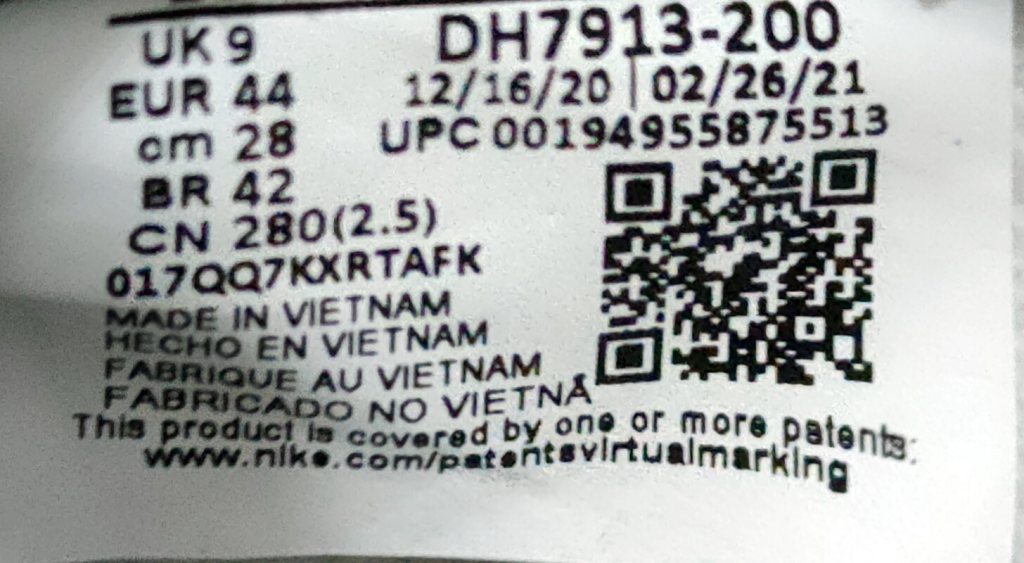 UK 9
DH7913-200
EUR 44
12/16/20 | 02/26/21
cm 28
UPC 00194955875513
BR 42
CN 280(2.5)
017QQ7KXRTAFK
MADE IN VIETNAM
HECHO EN VIETNAM
FABRIQUE AU VIETNAM
FABRICADO NO VIETNÃ
This product is covered by one or more patents:
www.nike.com/patentsvirtualmarking